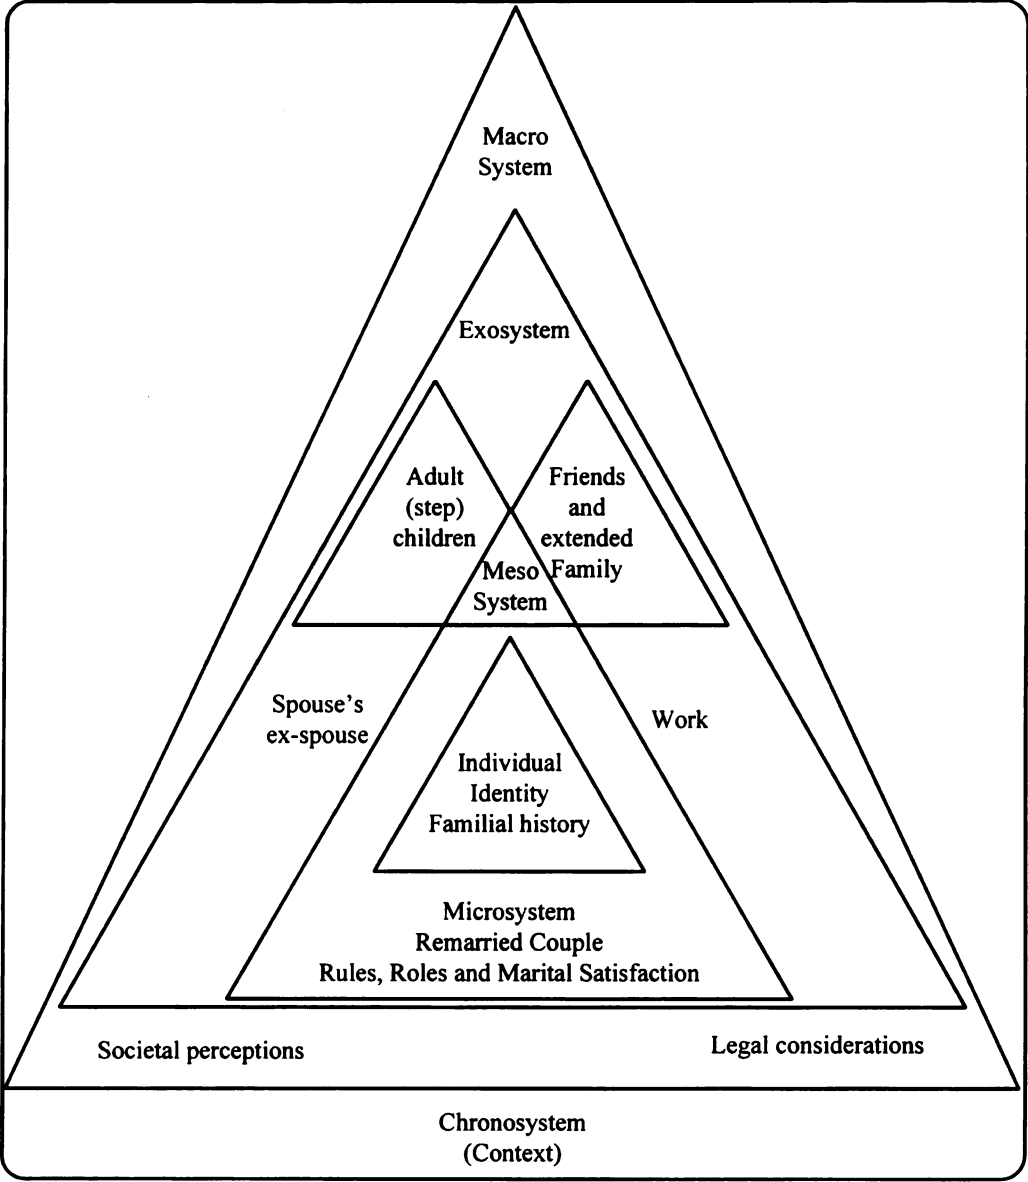 Macro
System
Exosystem
Adult
(step)
children
Friends
and
extended
Family
Meso
System
Spouse's
ex-spouse
Work
Individual
Identity
Familial history
Microsystem
Remarried Couple
Rules, Roles and Marital Satisfaction
Societal perceptions
Legal considerations
Chronosystem
(Context)